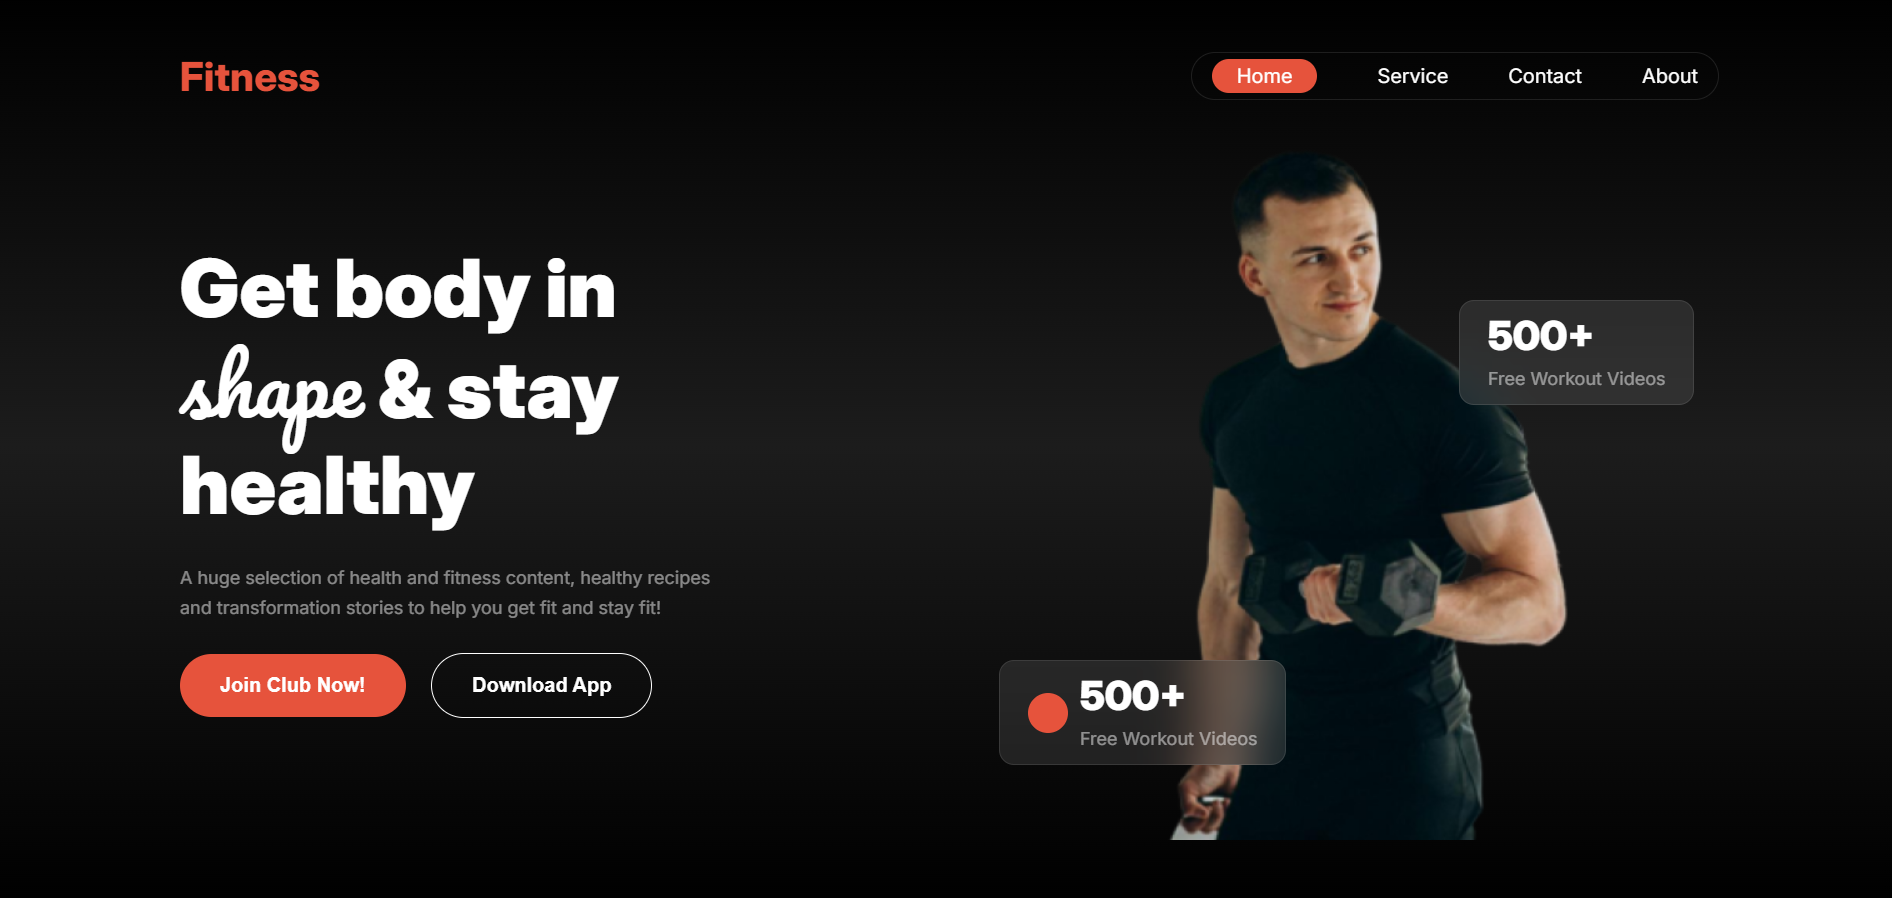 Fitness
Home Service Contact About
Get body in
shape & stay
healthy
A huge selection of health and fitness content, healthy recipes
and transformation stories to help you get fit and stay fit!
Join Club Now! Download App
500+
Free Workout Videos
500+
Free Workout Videos